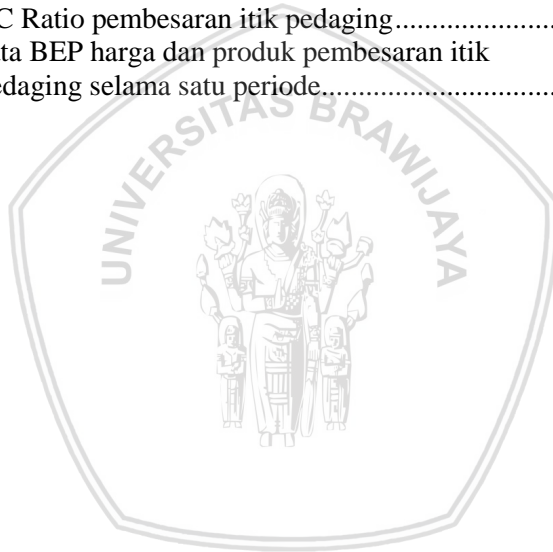 C Ratio pembesaran itik pedaging......................
ta BEP harga dan produk pembesaran itik
edaging selama satu periode..............................
UNIVERSITAS BRAWIJAYA